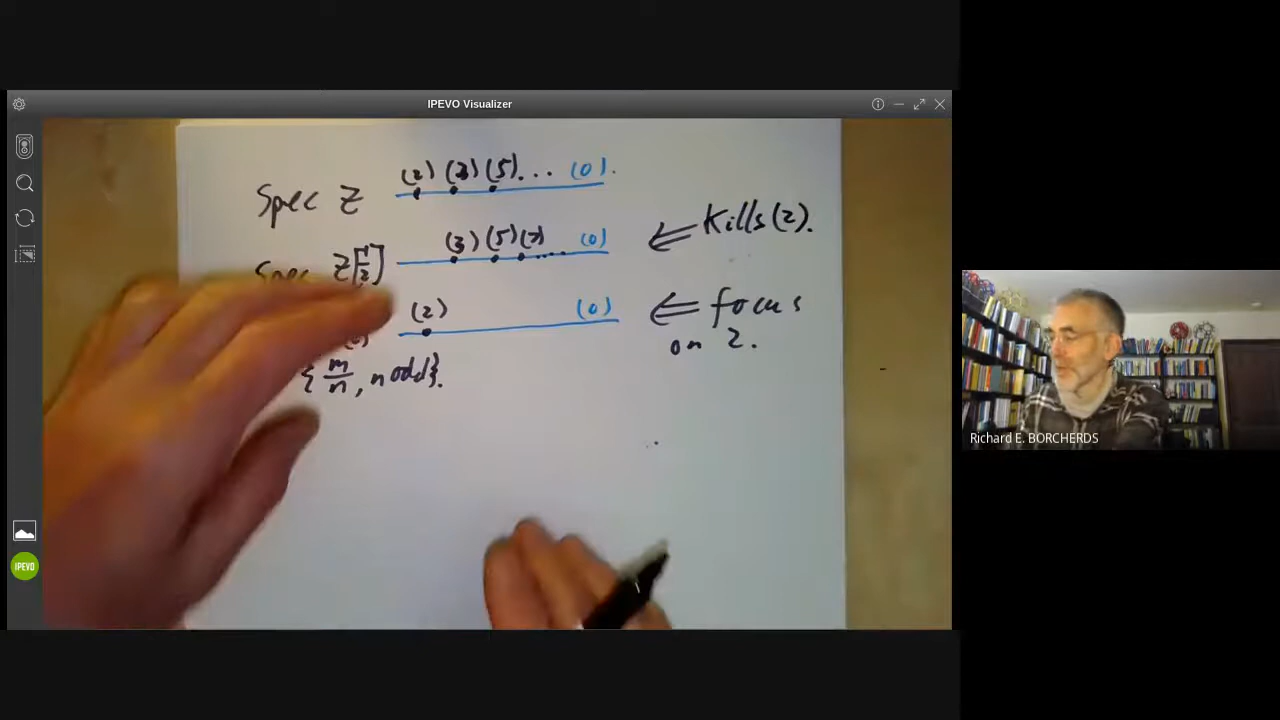 IPEVO Visualizer
(2) (3) (5) ... (0).
Spec Z
Kills (2).
(3) (5) (7) .... (0)
Z[1/2]
(2) (0)
focus
on 2.
{m/n, n odd}.
Richard E. BORCHERDS
IPEVO